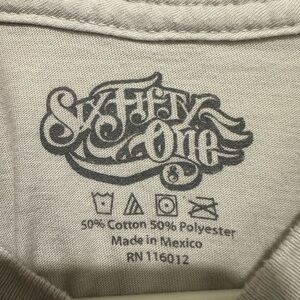 Six Fifty
One
50% Cotton 50% Polyester
Made in Mexico
RN 116012